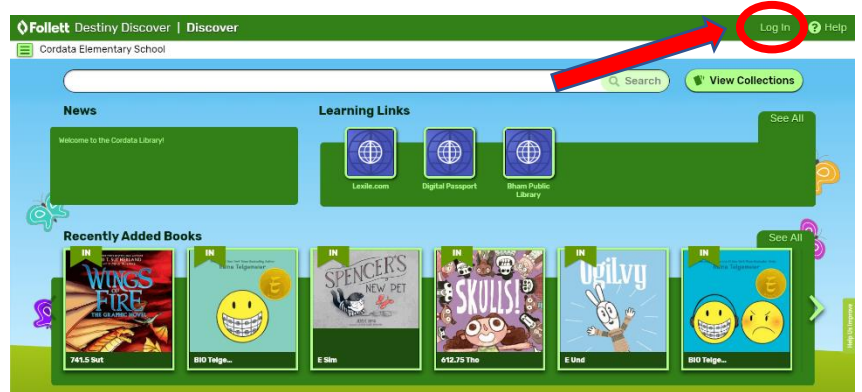 Follett Destiny Discover | Discover
Log In
Help
Cordata Elementary School
Search
View Collections
News
Learning Links
See All
Welcome to the Cordata Library!
Lexile.com
Digital Passport
Bham Public
Library
Recently Added Books
See All
IN
IN
IN
IN
IN
IN
WINGS
OF
FIRE
THE GRAPHIC NOVEL
Raina Telgemeier
SPENCER'S
NEW PET
SKULLS!
Ogilvy
Raina Telgemeier
741.5 Sut
BIO Telge...
E Sim
612.75 Tho
E Und
BIO Telge...
Help Us Improve